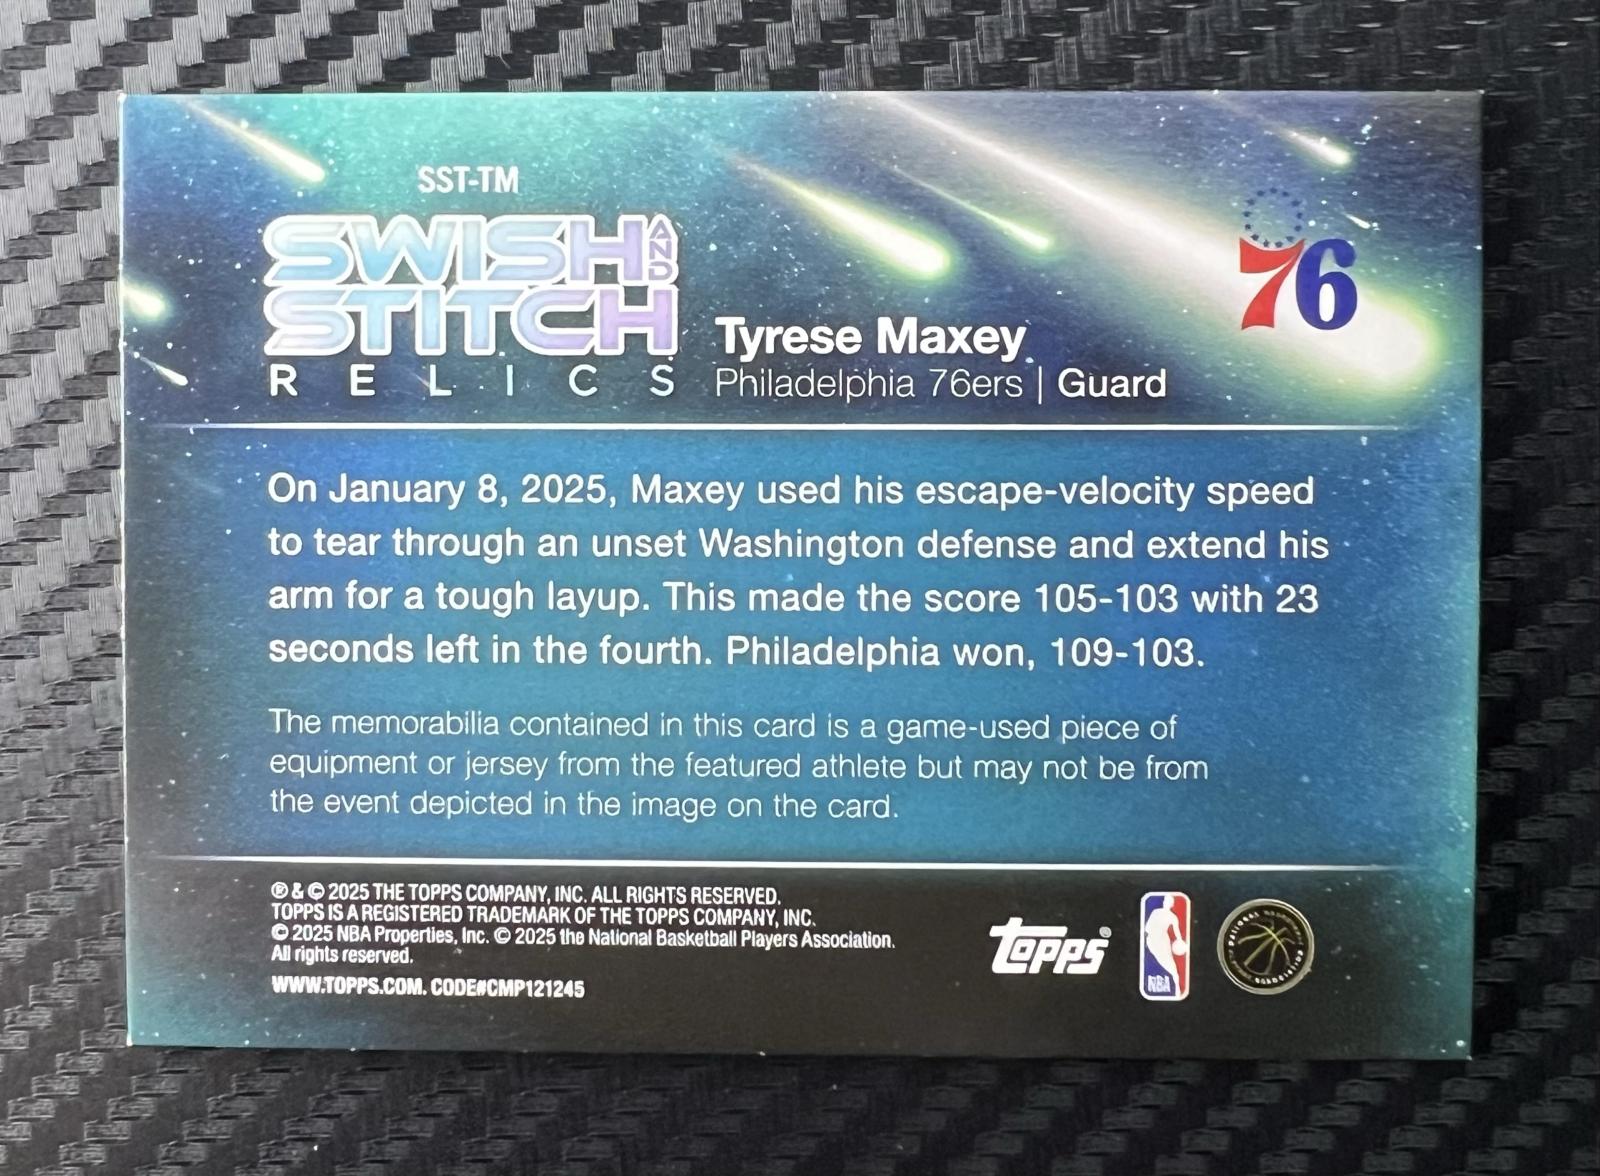 SST-TM
SWISH AND
STITCH
RELICS
Tyrese Maxey
Philadelphia 76ers | Guard
76
On January 8, 2025, Maxey used his escape-velocity speed
to tear through an unset Washington defense and extend his
arm for a tough layup. This made the score 105-103 with 23
seconds left in the fourth. Philadelphia won, 109-103.
The memorabilia contained in this card is a game-used piece of
equipment or jersey from the featured athlete but may not be from
the event depicted in the image on the card.
® & © 2025 THE TOPPS COMPANY, INC. ALL RIGHTS RESERVED.
TOPPS IS A REGISTERED TRADEMARK OF THE TOPPS COMPANY, INC.
© 2025 NBA Properties, Inc. © 2025 the National Basketball Players Association.
All rights reserved.
WWW.TOPPS.COM. CODE#CMP121245
topps®
NBA